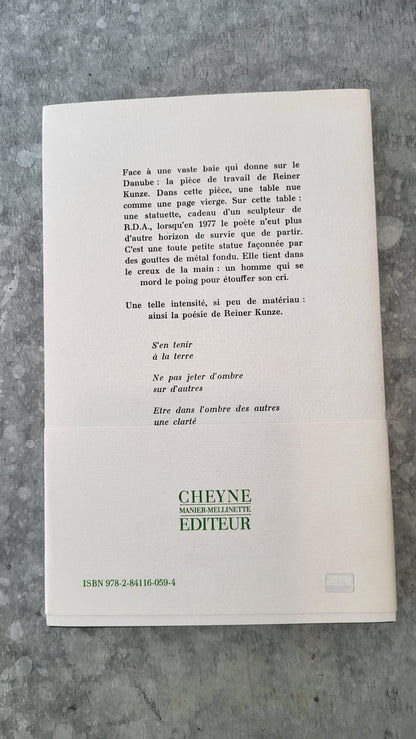 Face à une vaste baie qui donne sur le
Danube : la pièce de travail de Reiner
Kunze. Dans cette pièce, une table nue
comme une page vierge. Sur cette table :
une statuette, cadeau d'un sculpteur de
R.D.A., lorsqu'en 1977 le poète n'eut plus
d'autre horizon de survie que de partir.
C'est une toute petite statue façonnée par
des gouttes de métal fondu. Elle tient dans
le creux de la main : un homme qui se
mord le poing pour étouffer son cri.
Une telle intensité, si peu de matériau :
ainsi la poésie de Reiner Kunze.
S'en tenir
à la terre
Ne pas jeter d'ombre
sur d'autres
Etre dans l'ombre des autres
une clarté
CHEYNE
MANIER-MELLINETTE
EDITEUR
ISBN 978-2-84116-059-4